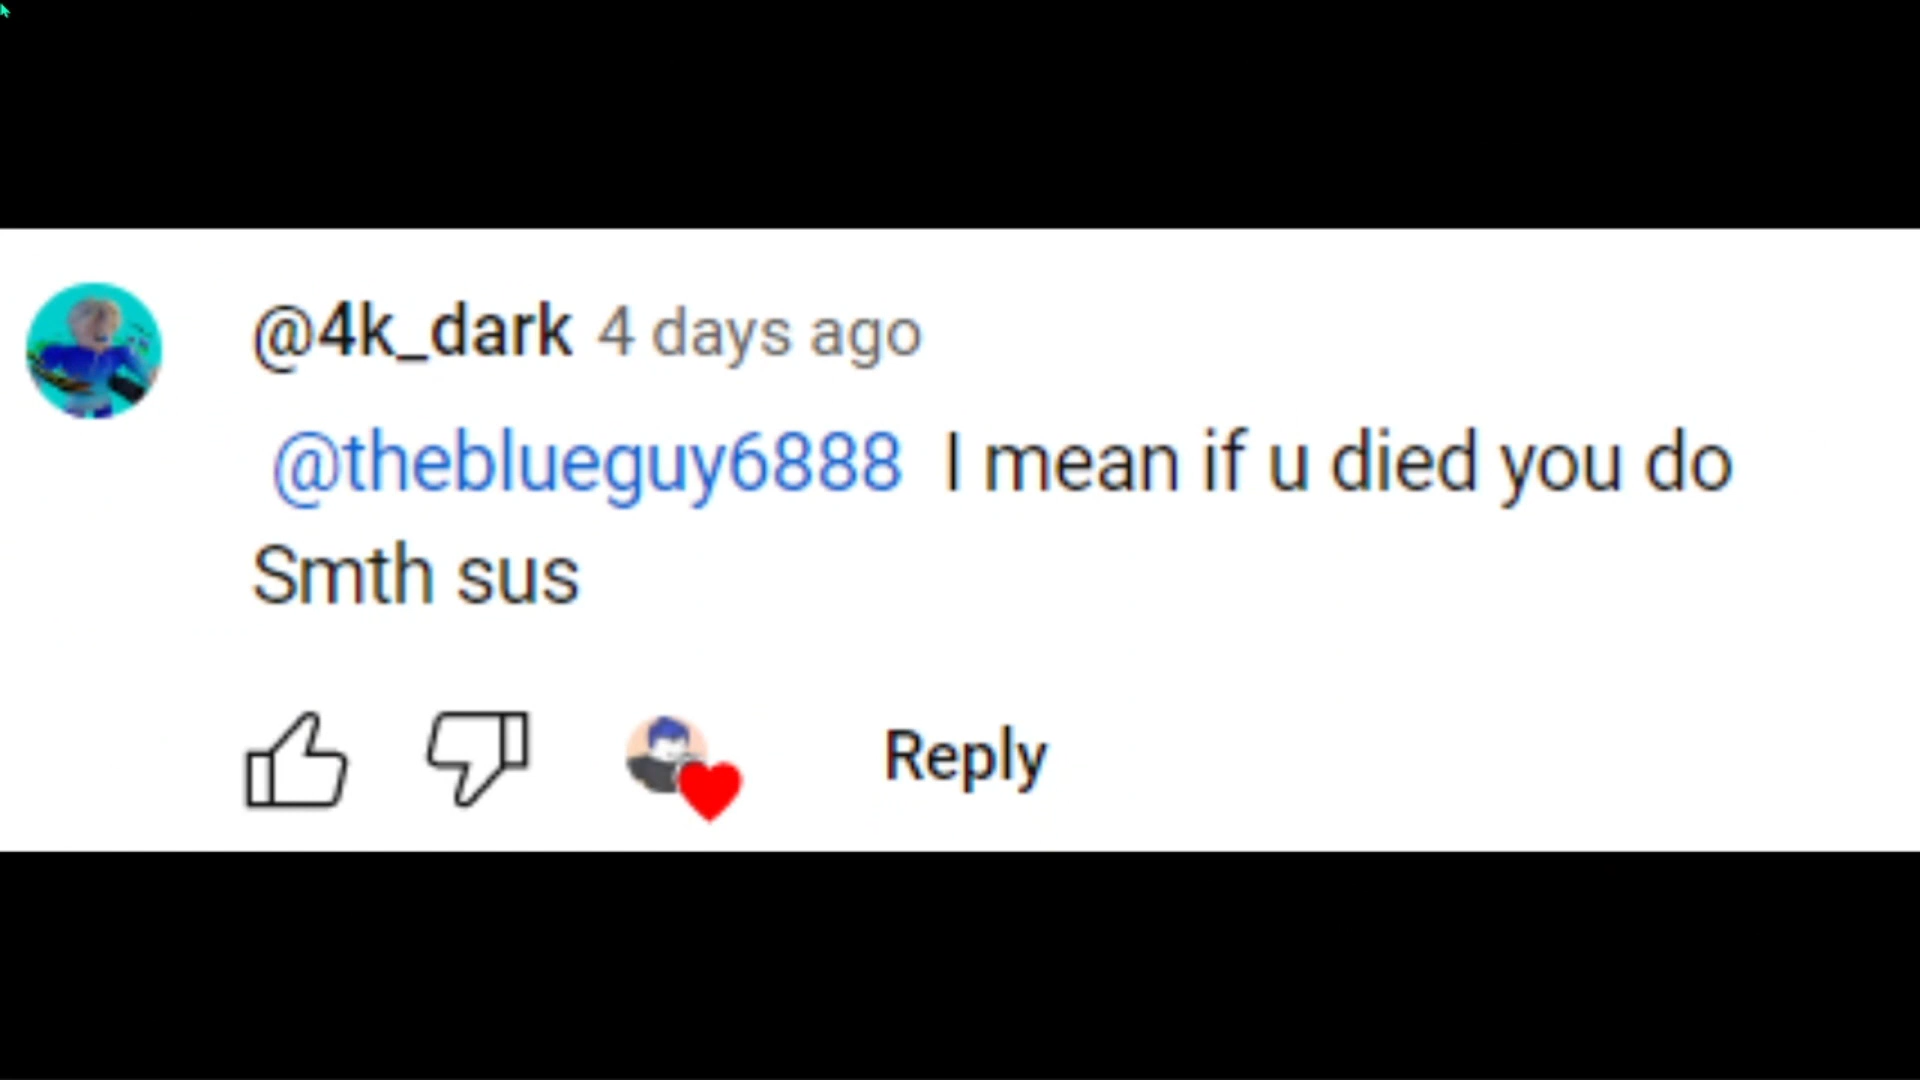 @4k_dark 4 days ago
@theblueguy6888 I mean if u died you do
Smth sus
Reply